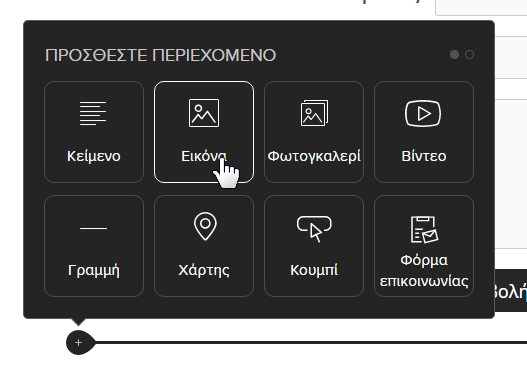 ΠΡΟΣΘΕΣΤΕ ΠΕΡΙΕΧΟΜΕΝΟ
Κείμενο
Εικόνα
Φωτογκαλερί
Βίντεο
Γραμμή
Χάρτης
Κουμπί
Φόρμα
επικοινωνίας